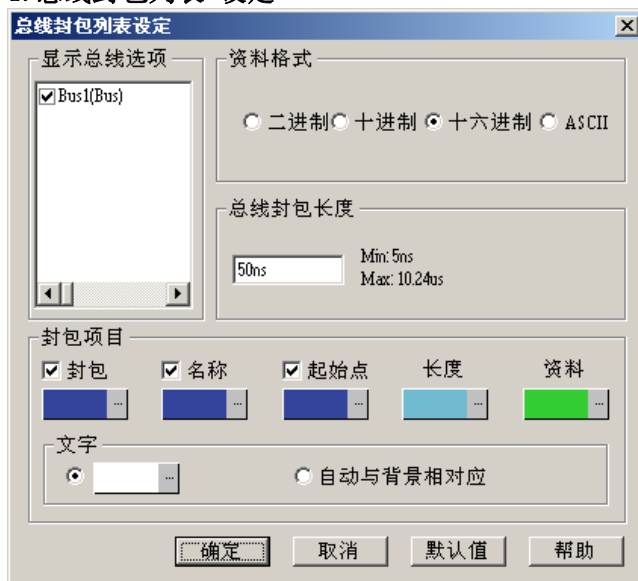 总线封包列表设定
显示总线选项
Bus1(Bus)
资料格式
二进制 十进制 十六进制 ASCII
总线封包长度
50ns
Min: 5ns
Max: 10.24us
封包项目
封包 名称 起始点 长度 资料
... ... ... ... ...
文字
...
自动与背景相对应
确定 取消 默认值 帮助